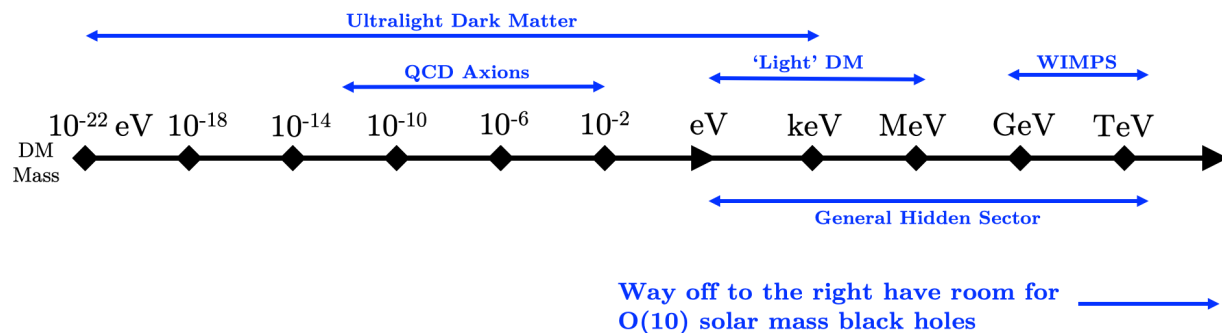 Ultralight Dark Matter
‘Light’ DM
WIMPS
QCD Axions
10-22 eV 10-18 10-14 10-10 10-6 10-2 eV keV MeV GeV TeV
DM
Mass
General Hidden Sector
Way off to the right have room for
O(10) solar mass black holes